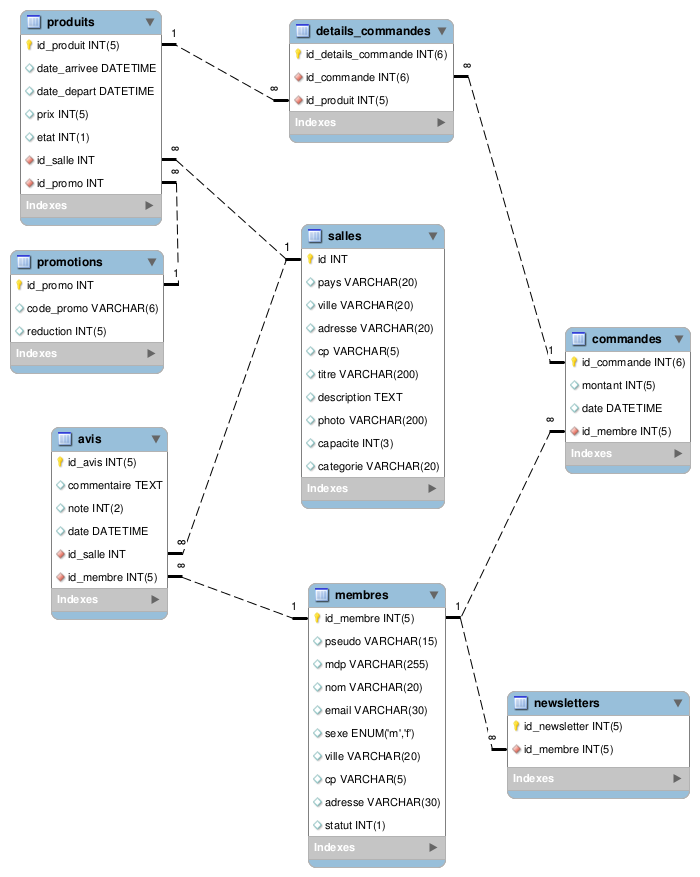 produits
id_produit INT(5)
date_arrivee DATETIME
date_depart DATETIME
prix INT(5)
etat INT(1)
id_salle INT
id_promo INT
Indexes
1
∞
∞
∞
1
details_commandes
id_details_commande INT(6)
id_commande INT(6)
id_produit INT(5)
Indexes
∞
1
promotions
id_promo INT
code_promo VARCHAR(6)
reduction INT(5)
Indexes
1
salles
id INT
pays VARCHAR(20)
ville VARCHAR(20)
adresse VARCHAR(20)
cp VARCHAR(5)
titre VARCHAR(200)
description TEXT
photo VARCHAR(200)
capacite INT(3)
categorie VARCHAR(20)
Indexes
commandes
id_commande INT(6)
montant INT(5)
date DATETIME
id_membre INT(5)
Indexes
∞
avis
id_avis INT(5)
commentaire TEXT
note INT(2)
date DATETIME
id_salle INT
id_membre INT(5)
Indexes
∞
∞
1
membres
id_membre INT(5)
pseudo VARCHAR(15)
mdp VARCHAR(255)
nom VARCHAR(20)
email VARCHAR(30)
sexe ENUM('m','f')
ville VARCHAR(20)
cp VARCHAR(5)
adresse VARCHAR(30)
statut INT(1)
Indexes
1
∞
newsletters
id_newsletter INT(5)
id_membre INT(5)
Indexes